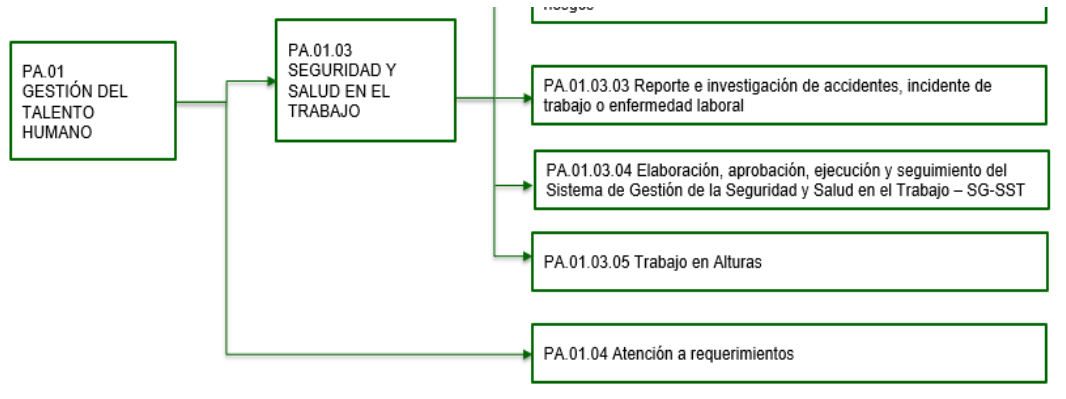 riesgos
PA.01
GESTIÓN DEL
TALENTO
HUMANO
PA.01.03
SEGURIDAD Y
SALUD EN EL
TRABAJO
PA.01.03.03 Reporte e investigación de accidentes, incidente de
trabajo o enfermedad laboral
PA.01.03.04 Elaboración, aprobación, ejecución y seguimiento del
Sistema de Gestión de la Seguridad y Salud en el Trabajo – SG-SST
PA.01.03.05 Trabajo en Alturas
PA.01.04 Atención a requerimientos